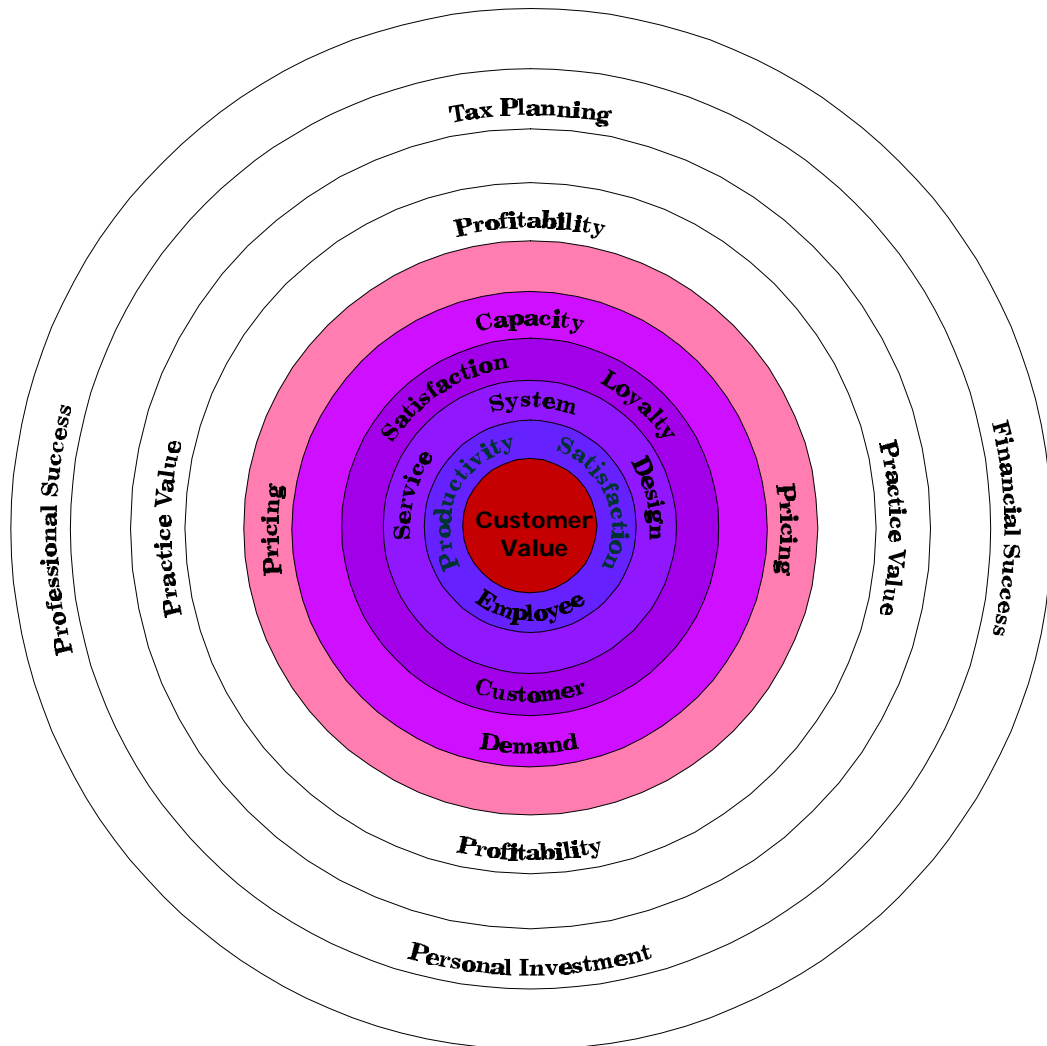 Tax Planning
Profitability
Capacity
Satisfaction
Loyalty
System
Productivity
Satisfaction
Service
Design
Professional Success
Practice Value
Pricing
Customer
Value
Pricing
Practice Value
Financial Success
Employee
Customer
Demand
Profitability
Personal Investment